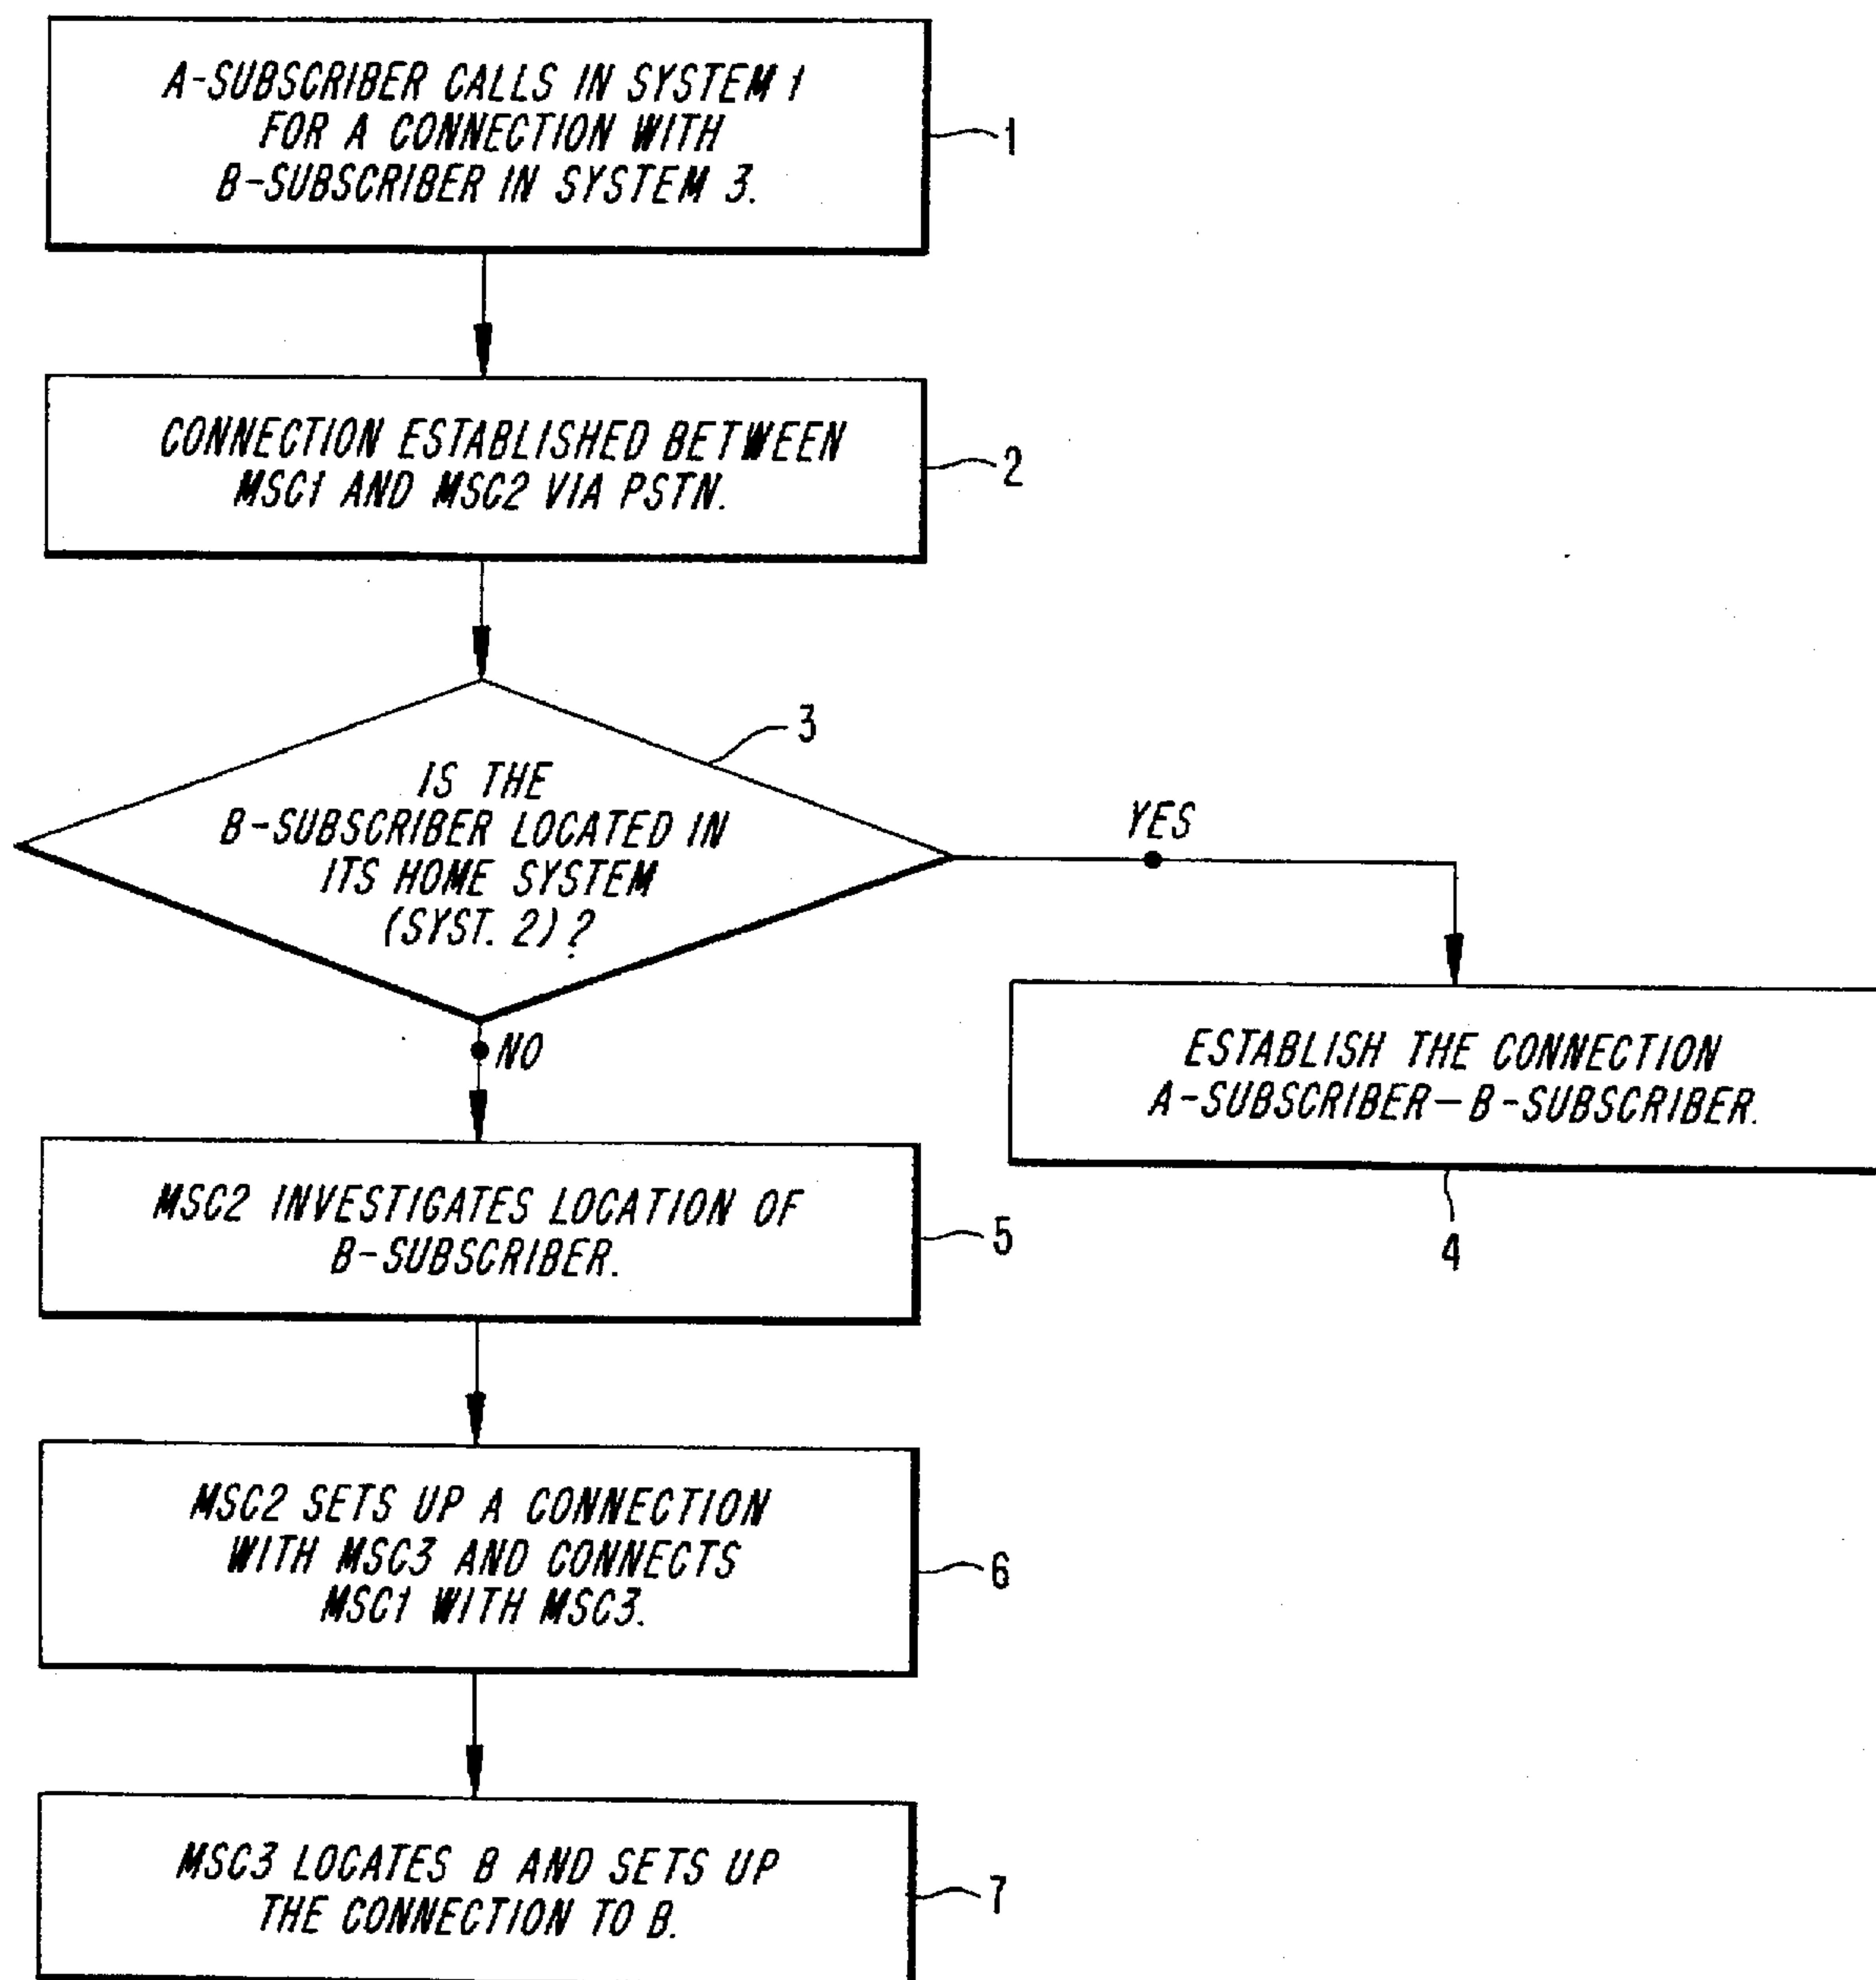 A-SUBSCRIBER CALLS IN SYSTEM 1
FOR A CONNECTION WITH
B-SUBSCRIBER IN SYSTEM 3.
1
CONNECTION ESTABLISHED BETWEEN
MSC1 AND MSC2 VIA PSTN.
2
3
IS THE
B-SUBSCRIBER LOCATED IN
ITS HOME SYSTEM
(SYST. 2)?
YES
NO
ESTABLISH THE CONNECTION
A-SUBSCRIBER—B-SUBSCRIBER.
4
MSC2 INVESTIGATES LOCATION OF
B-SUBSCRIBER.
5
MSC2 SETS UP A CONNECTION
WITH MSC3 AND CONNECTS
MSC1 WITH MSC3.
6
MSC3 LOCATES B AND SETS UP
THE CONNECTION TO B.
7